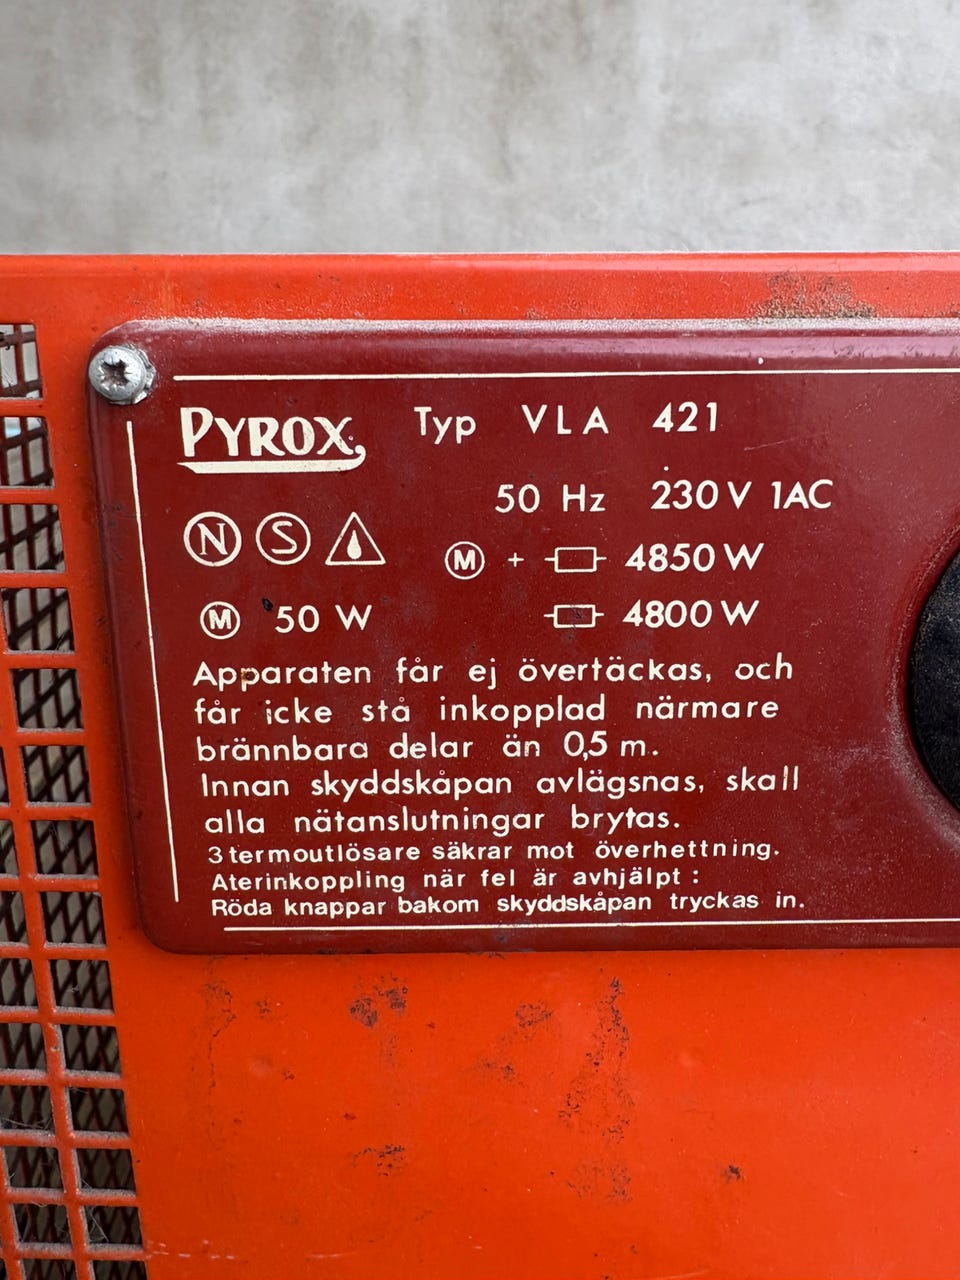 PYROX Typ VLA 421
50 Hz 230V 1AC
N S M + 4850 W
M 50 W 4800 W
Apparaten får ej övertäckas, och
får icke stå inkopplad närmare
brännbara delar än 0,5 m.
Innan skyddskåpan avlägsnas, skall
alla nätanslutningar brytas.
3 termoutlösare säkrar mot överhettning.
Aterinkoppling när fel är avhjälpt :
Röda knappar bakom skyddskåpan tryckas in.